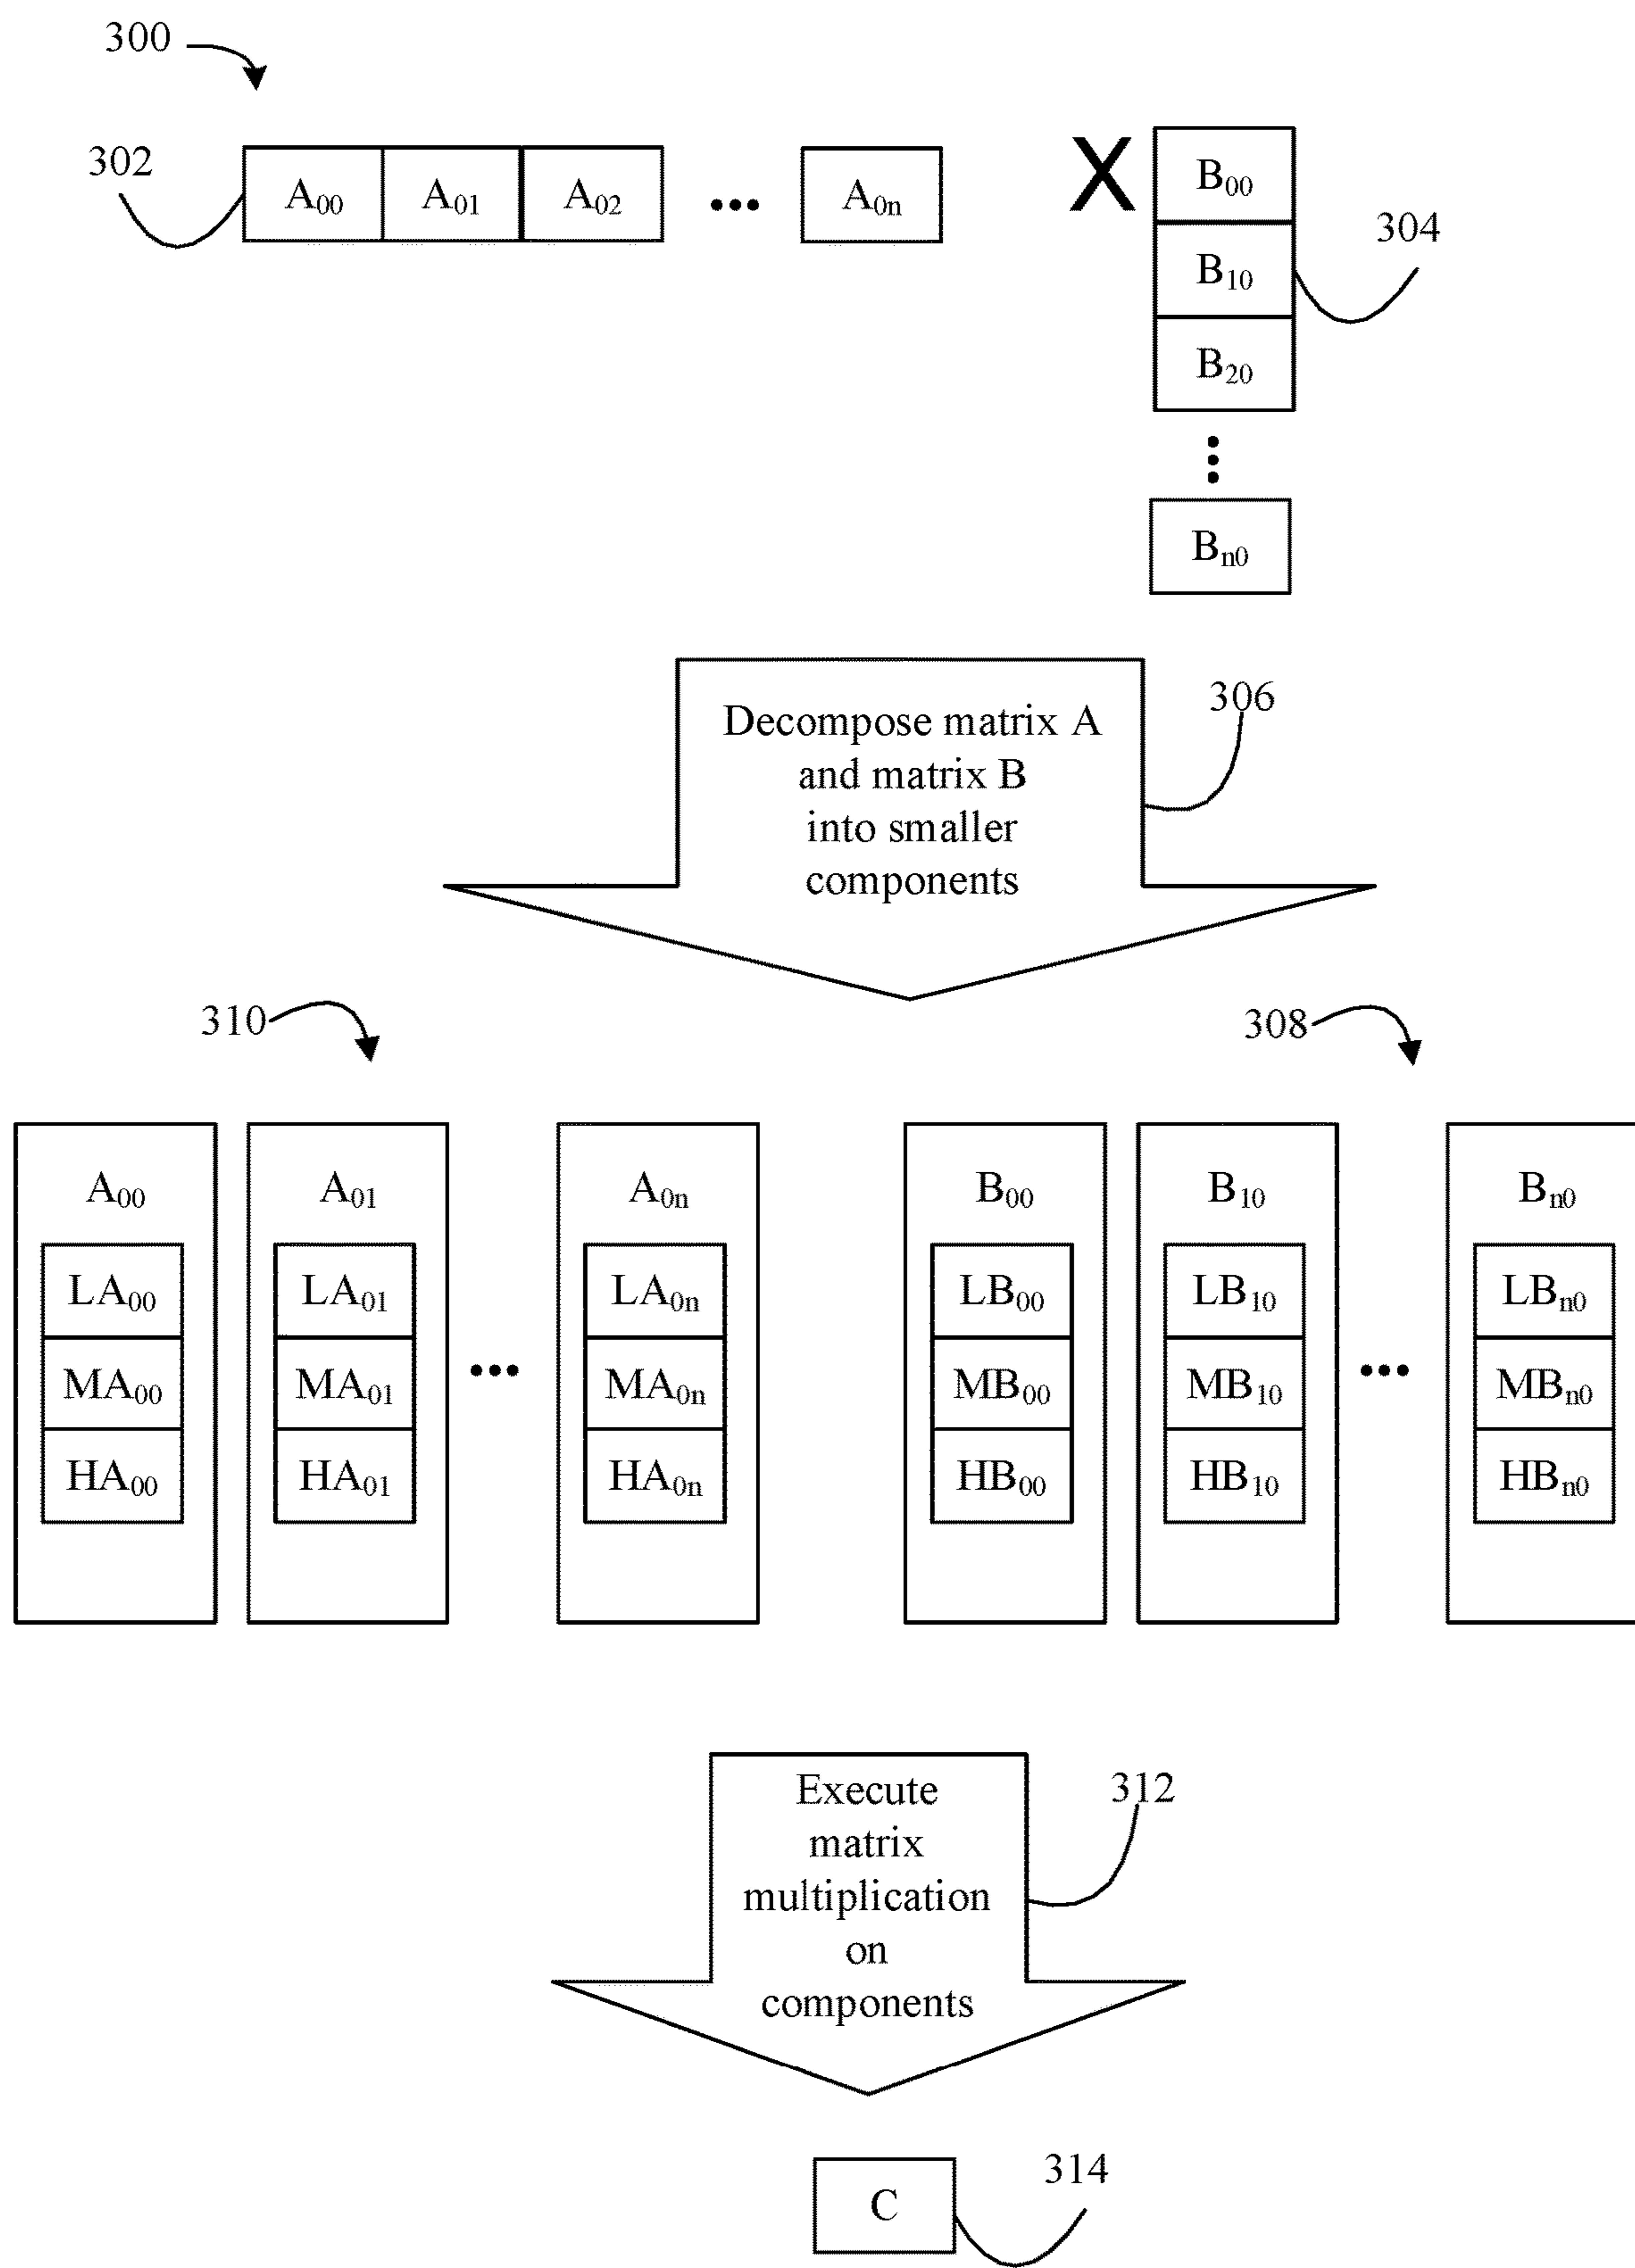 300
302
A00 A01 A02 ••• A0n X B00
304
B10
B20
Bn0
306
Decompose matrix A
and matrix B
into smaller
components
310 308
A00 A01 A0n B00 B10 Bn0
LA00 LA01 LA0n LB00 LB10 LBn0
MA00 MA01 ••• MA0n MB00 MB10 ••• MBn0
HA00 HA01 HA0n HB00 HB10 HBn0
312
Execute
matrix
multiplication
on
components
314
C